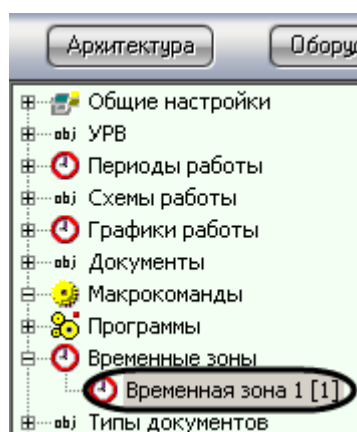 Архитектура Обору
Общие настройки
obj УРВ
Периоды работы
obj Схемы работы
Графики работы
obj Документы
Макрокоманды
Программы
Временные зоны
Временная зона 1 [1]
obj Типы документов